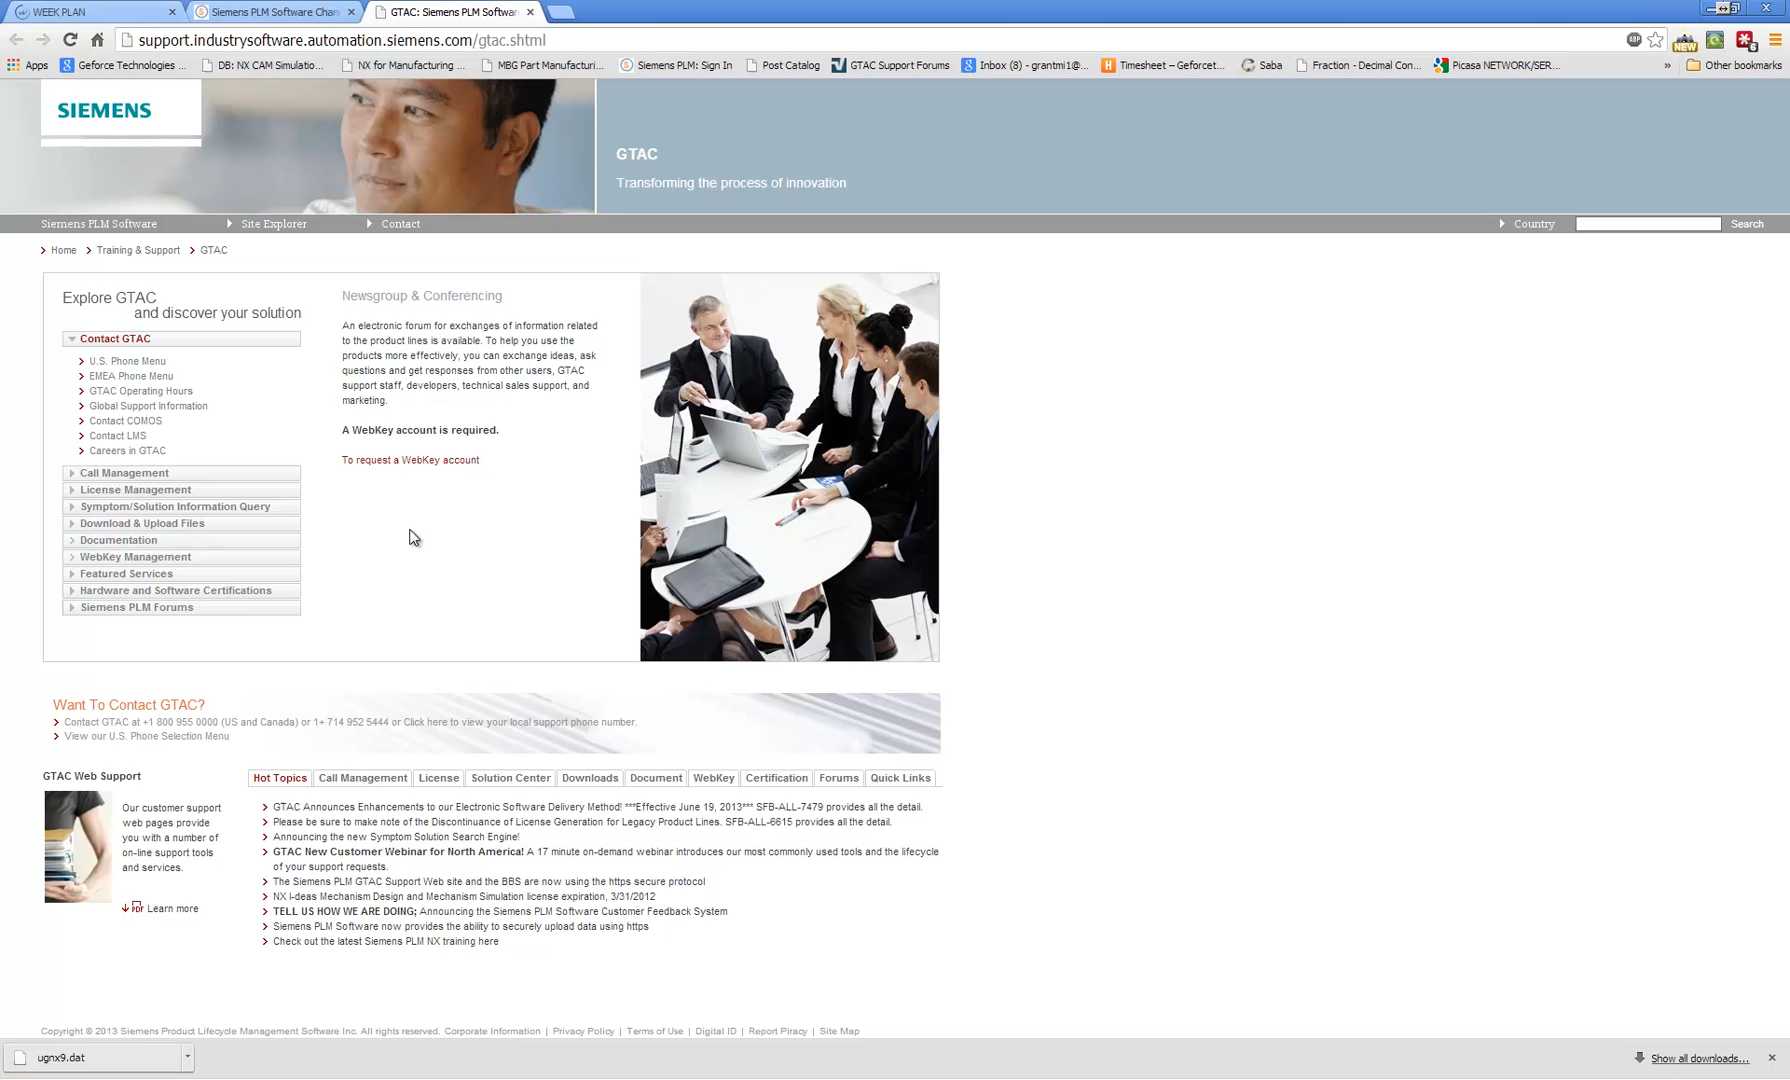 WEEK PLAN
Siemens PLM Software Chan
GTAC: Siemens PLM Software
support.industrysoftware.automation.siemens.com/gtac.shtml
ABP
NEW
6
Apps
Geforce Technologies ...
DB: NX CAM Simulatio...
NX for Manufacturing ...
MBG Part Manufacturi...
Siemens PLM: Sign In
Post Catalog
GTAC Support Forums
Inbox (8) - grantmi1@...
Timesheet – Geforcet...
Saba
Fraction - Decimal Con...
Picasa NETWORK/SER...
»
Other bookmarks
SIEMENS
GTAC
Transforming the process of innovation
Siemens PLM Software
Site Explorer
Contact
Country
Search
Home
Training & Support
GTAC
Explore GTAC
and discover your solution
Contact GTAC
U.S. Phone Menu
EMEA Phone Menu
GTAC Operating Hours
Global Support Information
Contact COMOS
Contact LMS
Careers in GTAC
Call Management
License Management
Symptom/Solution Information Query
Download & Upload Files
Documentation
WebKey Management
Featured Services
Hardware and Software Certifications
Siemens PLM Forums
Newsgroup & Conferencing
An electronic forum for exchanges of information related
to the product lines is available. To help you use the
products more effectively, you can exchange ideas, ask
questions and get responses from other users, GTAC
support staff, developers, technical sales support, and
marketing.
A WebKey account is required.
To request a WebKey account
Want To Contact GTAC?
Contact GTAC at +1 800 955 0000 (US and Canada) or 1+ 714 952 5444 or Click here to view your local support phone number.
View our U.S. Phone Selection Menu
GTAC Web Support
Our customer support
web pages provide
you with a number of
on-line support tools
and services.
PDF Learn more
Hot Topics
Call Management
License
Solution Center
Downloads
Document
WebKey
Certification
Forums
Quick Links
GTAC Announces Enhancements to our Electronic Software Delivery Method! ***Effective June 19, 2013*** SFB-ALL-7479 provides all the detail.
Please be sure to make note of the Discontinuance of License Generation for Legacy Product Lines. SFB-ALL-6615 provides all the detail.
Announcing the new Symptom Solution Search Engine!
GTAC New Customer Webinar for North America! A 17 minute on-demand webinar introduces our most commonly used tools and the lifecycle
of your support requests.
The Siemens PLM GTAC Support Web site and the BBS are now using the https secure protocol
NX I-deas Mechanism Design and Mechanism Simulation license expiration, 3/31/2012
TELL US HOW WE ARE DOING; Announcing the Siemens PLM Software Customer Feedback System
Siemens PLM Software now provides the ability to securely upload data using https
Check out the latest Siemens PLM NX training here
Copyright © 2013 Siemens Product Lifecycle Management Software Inc. All rights reserved. Corporate Information | Privacy Policy | Terms of Use | Digital ID | Report Piracy | Site Map
ugnx9.dat
Show all downloads...